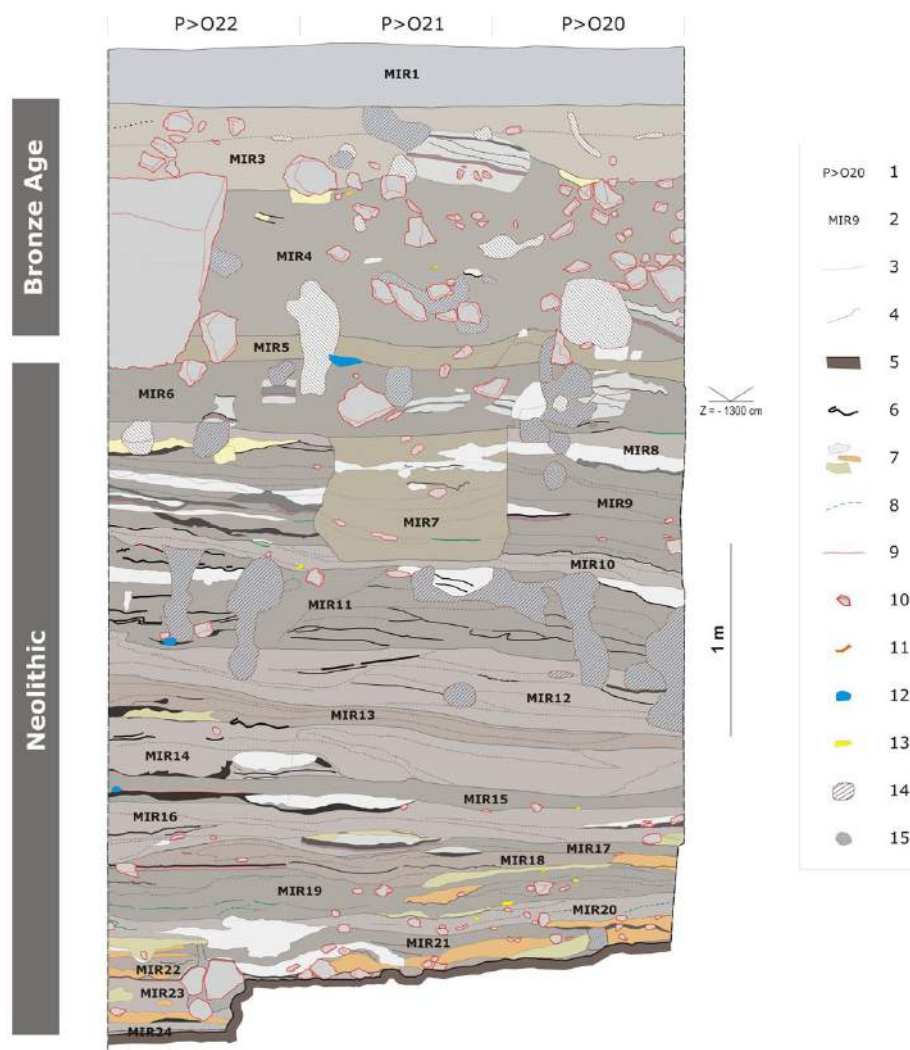 P>O22 P>O21 P>O20
MIR1
Bronze Age
MIR3
MIR4
MIR5
MIR6
Z = - 1300 cm
MIR8
MIR9
MIR7
MIR10
MIR11
1 m
Neolithic
MIR12
MIR13
MIR14
MIR15
MIR16
MIR17
MIR18
MIR19
MIR20
MIR21
MIR22
MIR23
MIR24
P>O20 1
MIR9 2
3
4
5
6
7
8
9
10
11
12
13
14
15